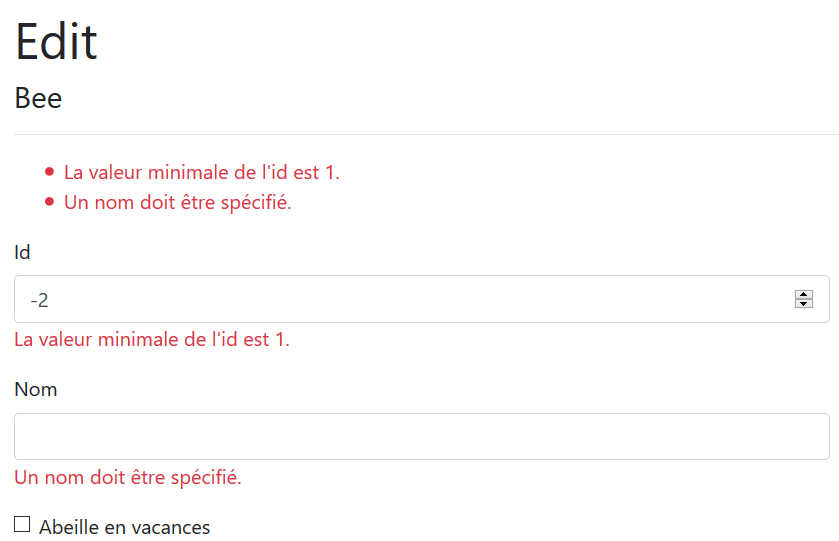 Edit
Bee
La valeur minimale de l'id est 1.
Un nom doit être spécifié.
Id
-2
La valeur minimale de l'id est 1.
Nom
Un nom doit être spécifié.
Abeille en vacances